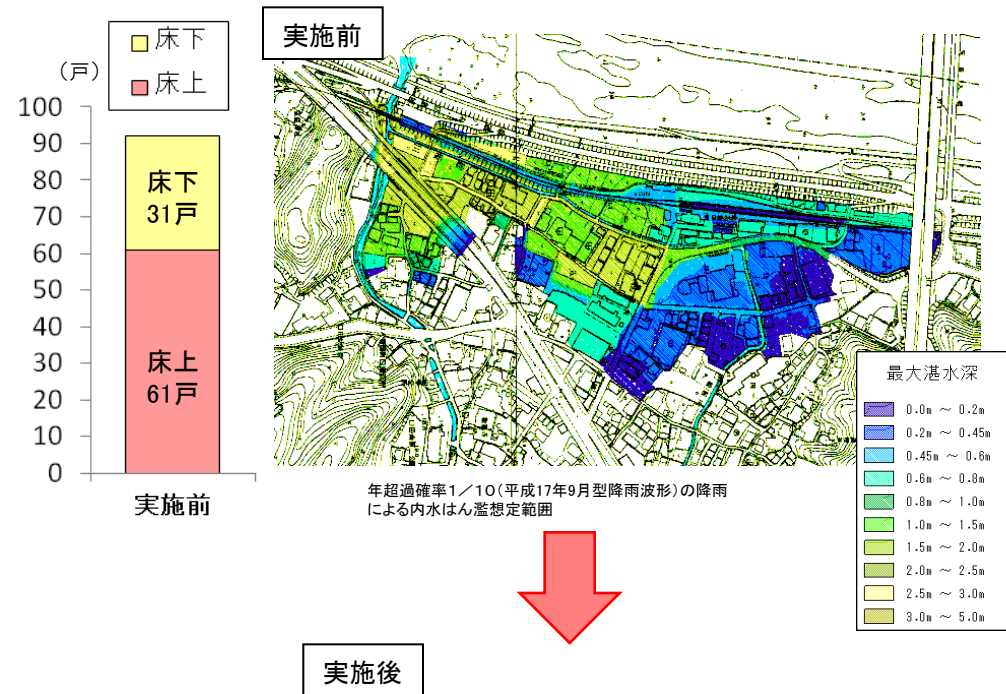 床下
床上
(戸)
100
90
80
70
60
50
40
30
20
10
0
床下
31戸
床上
61戸
実施前
実施前
年超過確率1/10(平成17年9月型降雨波形)の降雨
による内水はん濫想定範囲
最大湛水深
0.0m ～ 0.2m
0.2m ～ 0.45m
0.45m ～ 0.6m
0.6m ～ 0.8m
0.8m ～ 1.0m
1.0m ～ 1.5m
1.5m ～ 2.0m
2.0m ～ 2.5m
2.5m ～ 3.0m
3.0m ～ 5.0m
実施後